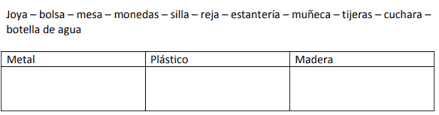 Joya – bolsa – mesa – monedas – silla – reja – estantería – muñeca – tijeras – cuchara –
botella de agua
Metal Plástico Madera